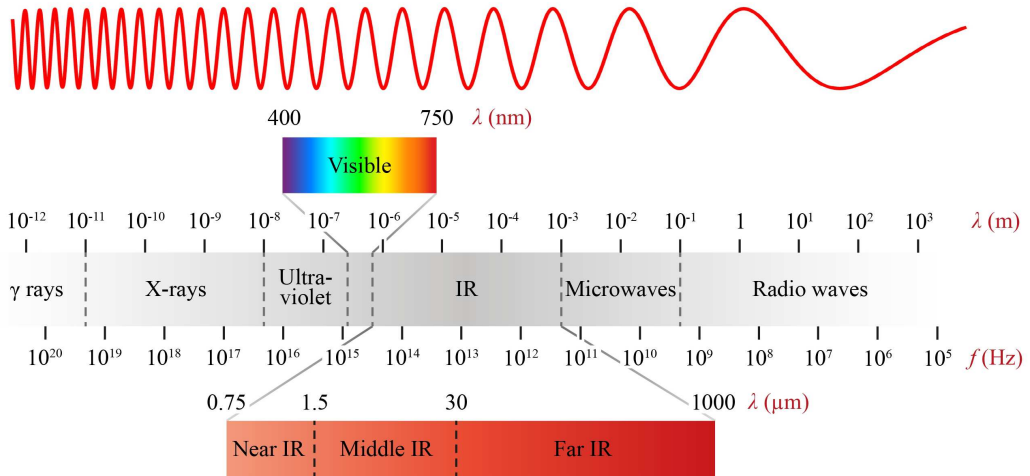 400 750 λ (nm)
Visible
10⁻¹² 10⁻¹¹ 10⁻¹⁰ 10⁻⁹ 10⁻⁸ 10⁻⁷ 10⁻⁶ 10⁻⁵ 10⁻⁴ 10⁻³ 10⁻² 10⁻¹ 1 10¹ 10² 10³ λ (m)
γ rays X-rays Ultra-
violet IR Microwaves Radio waves
10²⁰ 10¹⁹ 10¹⁸ 10¹⁷ 10¹⁶ 10¹⁵ 10¹⁴ 10¹³ 10¹² 10¹¹ 10¹⁰ 10⁹ 10⁸ 10⁷ 10⁶ 10⁵ f (Hz)
0.75 1.5 30 1000 λ (µm)
Near IR Middle IR Far IR